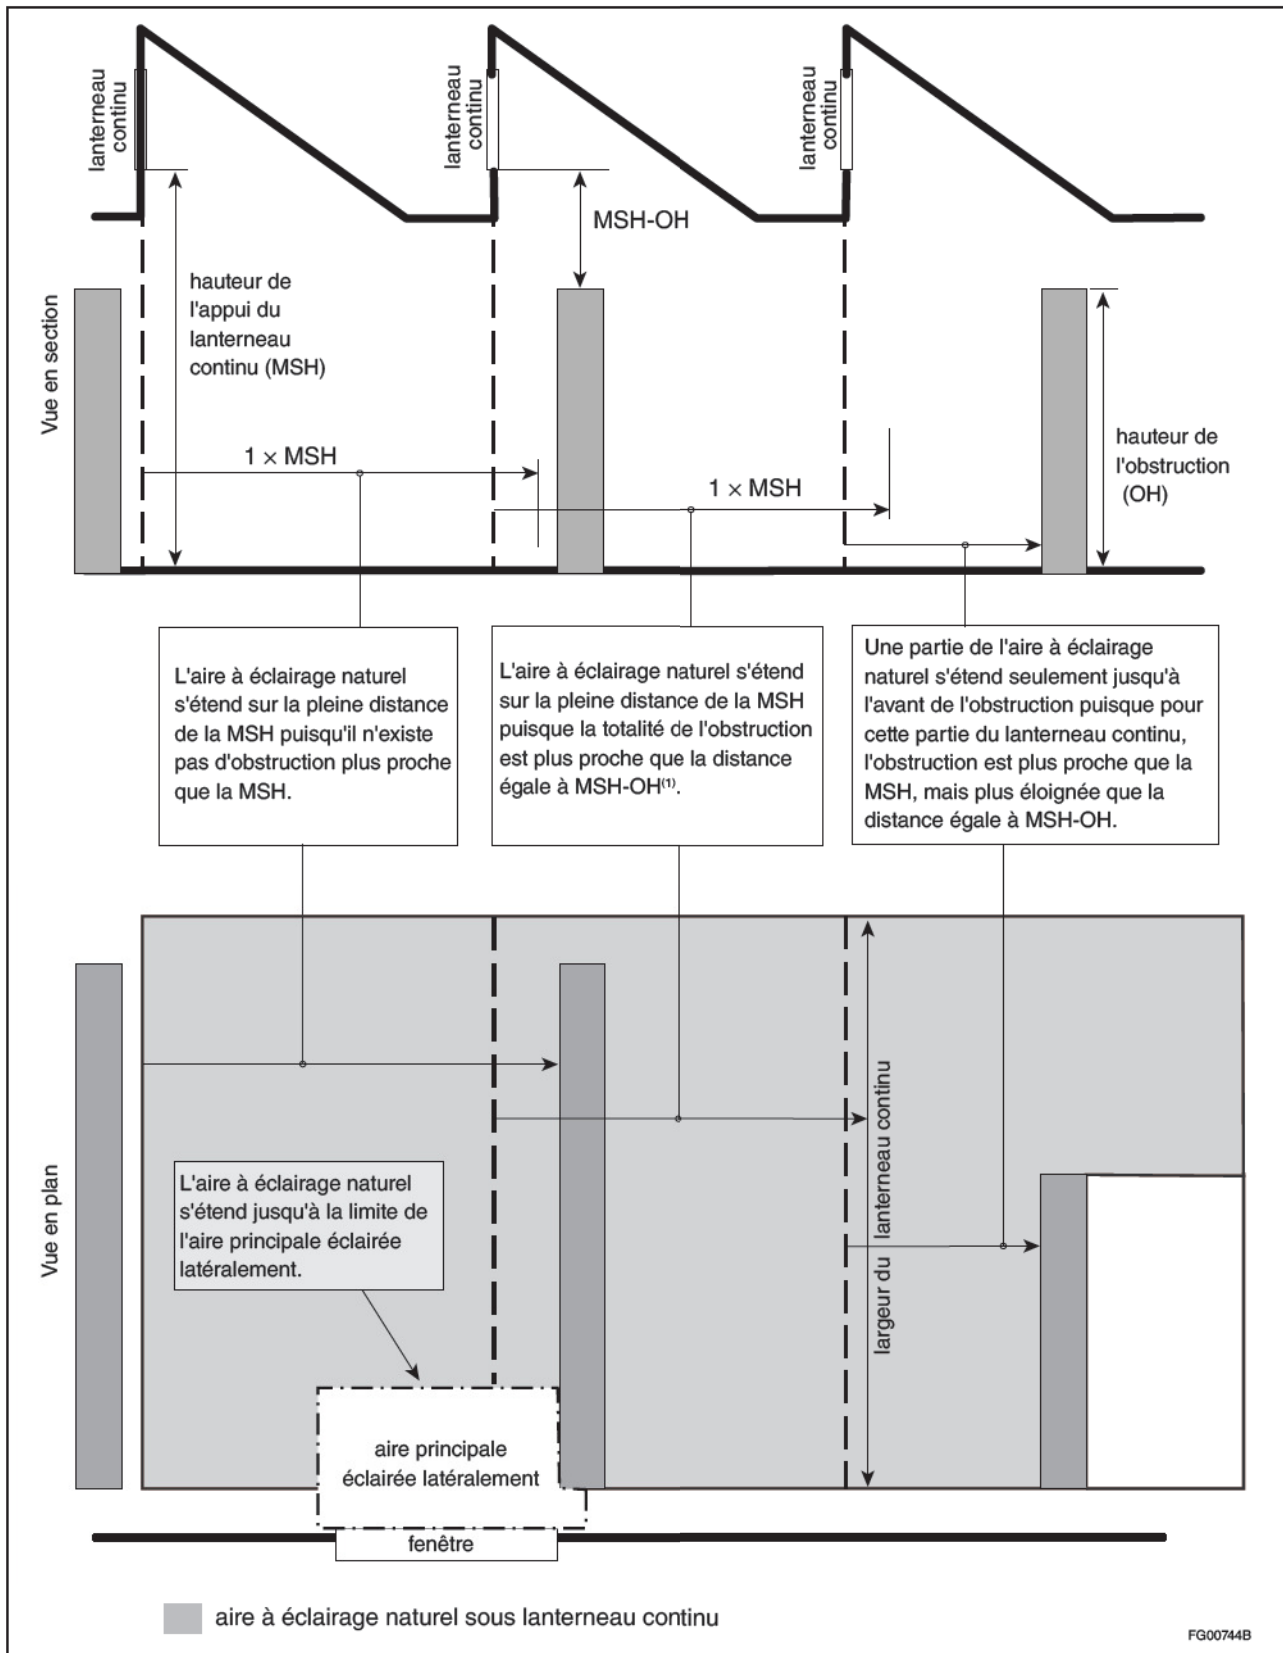 lanterneau
continu
lanterneau
continu
lanterneau
continu
MSH-OH
Vue en section
hauteur de
l'appui du
lanterneau
continu (MSH)
1 × MSH
1 × MSH
hauteur de
l'obstruction
(OH)
L'aire à éclairage naturel
s'étend sur la pleine distance
de la MSH puisqu'il n'existe
pas d'obstruction plus proche
que la MSH.
L'aire à éclairage naturel s'étend
sur la pleine distance de la MSH
puisque la totalité de l'obstruction
est plus proche que la distance
égale à MSH-OH(1).
Une partie de l'aire à éclairage
naturel s'étend seulement jusqu'à
l'avant de l'obstruction puisque pour
cette partie du lanterneau continu,
l'obstruction est plus proche que la
MSH, mais plus éloignée que la
distance égale à MSH-OH.
Vue en plan
L'aire à éclairage naturel
s'étend jusqu'à la limite de
l'aire principale éclairée
latéralement.
largeur du lanterneau continu
aire principale
éclairée latéralement
fenêtre
aire à éclairage naturel sous lanterneau continu
FG00744B